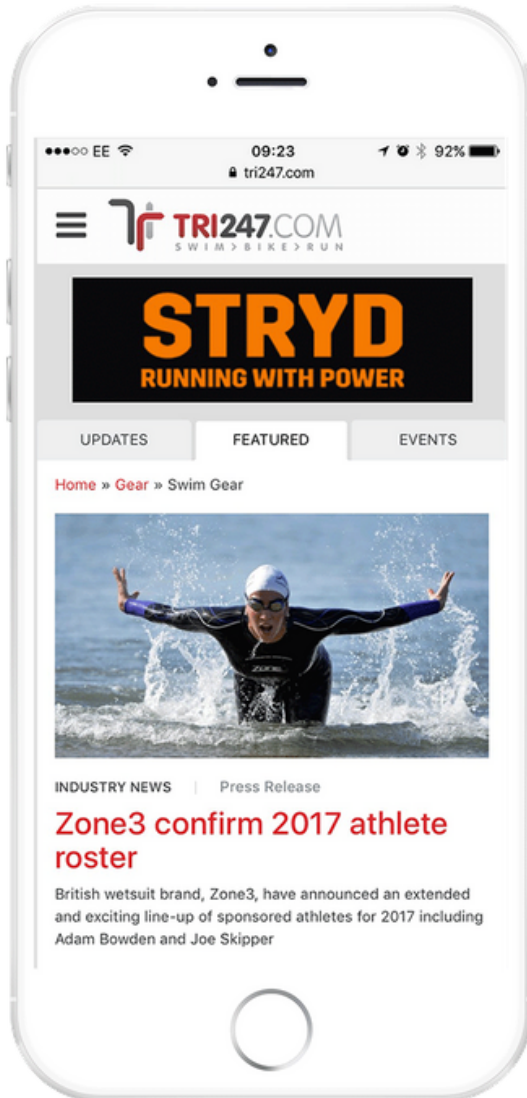 EE 09:23 92%
tri247.com
TRI247.COM
SWIM>BIKE>RUN
STRYD
RUNNING WITH POWER
UPDATES FEATURED EVENTS
Home » Gear » Swim Gear
ZONE3
INDUSTRY NEWS | Press Release
Zone3 confirm 2017 athlete
roster
British wetsuit brand, Zone3, have announced an extended
and exciting line-up of sponsored athletes for 2017 including
Adam Bowden and Joe Skipper